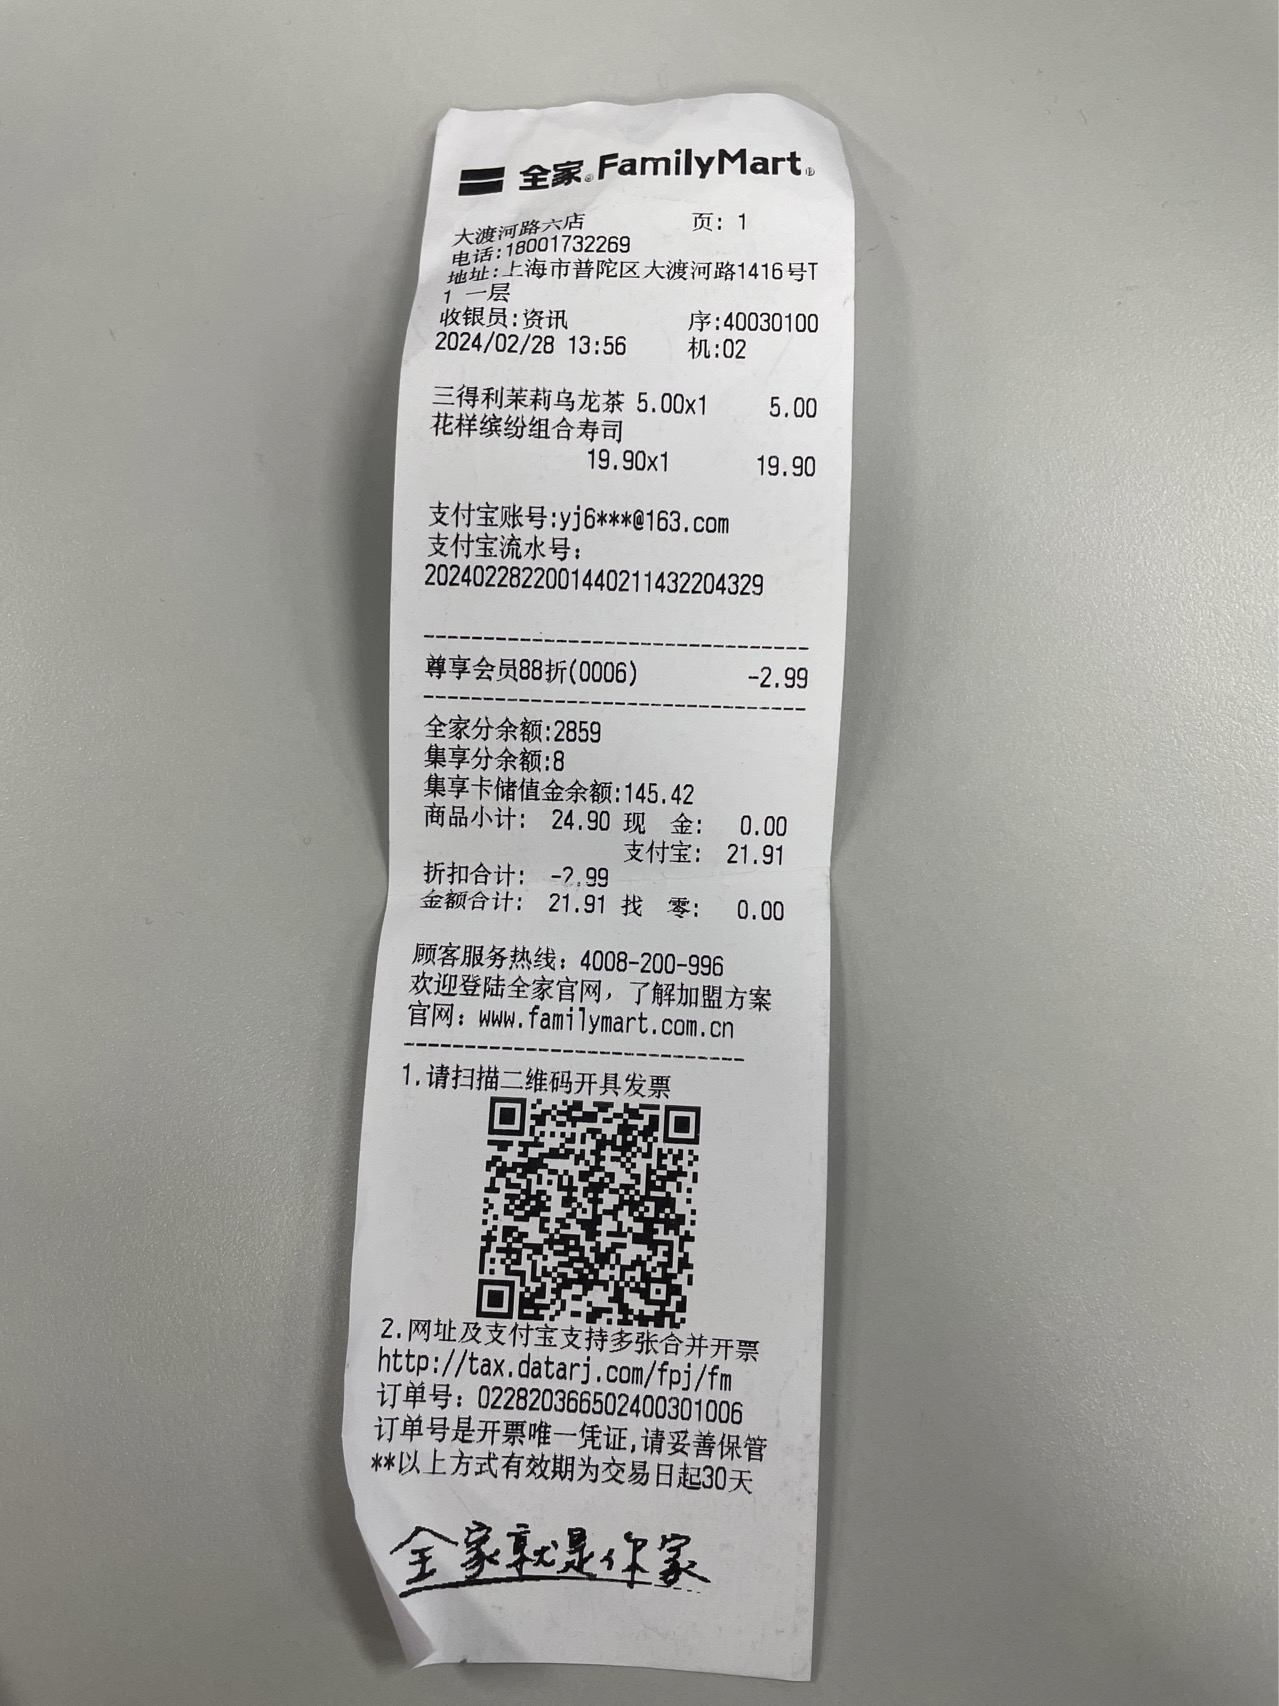 全家 FamilyMart
大渡河路六店 页: 1
电话:18001732269
地址:上海市普陀区大渡河路1416号T
1 一层
收银员:资讯 序:40030100
2024/02/28 13:56 机:02
三得利茉莉乌龙茶 5.00x1 5.00
花样缤纷组合寿司
19.90x1 19.90
支付宝账号:yj6***@163.com
支付宝流水号:
2024022822001440211432204329
尊享会员88折(0006) -2.99
全家分余额:2859
集享分余额:8
集享卡储值金余额:145.42
商品小计: 24.90 现 金: 0.00
支付宝: 21.91
折扣合计: -2.99
金额合计: 21.91 找 零: 0.00
顾客服务热线: 4008-200-996
欢迎登陆全家官网, 了解加盟方案
官网: www.familymart.com.cn
1.请扫描二维码开具发票
2.网址及支付宝支持多张合并开票
http://tax.datarj.com/fpj/fm
订单号: 022820366502400301006
订单号是开票唯一凭证,请妥善保管
**以上方式有效期为交易日起30天
全家就是你家